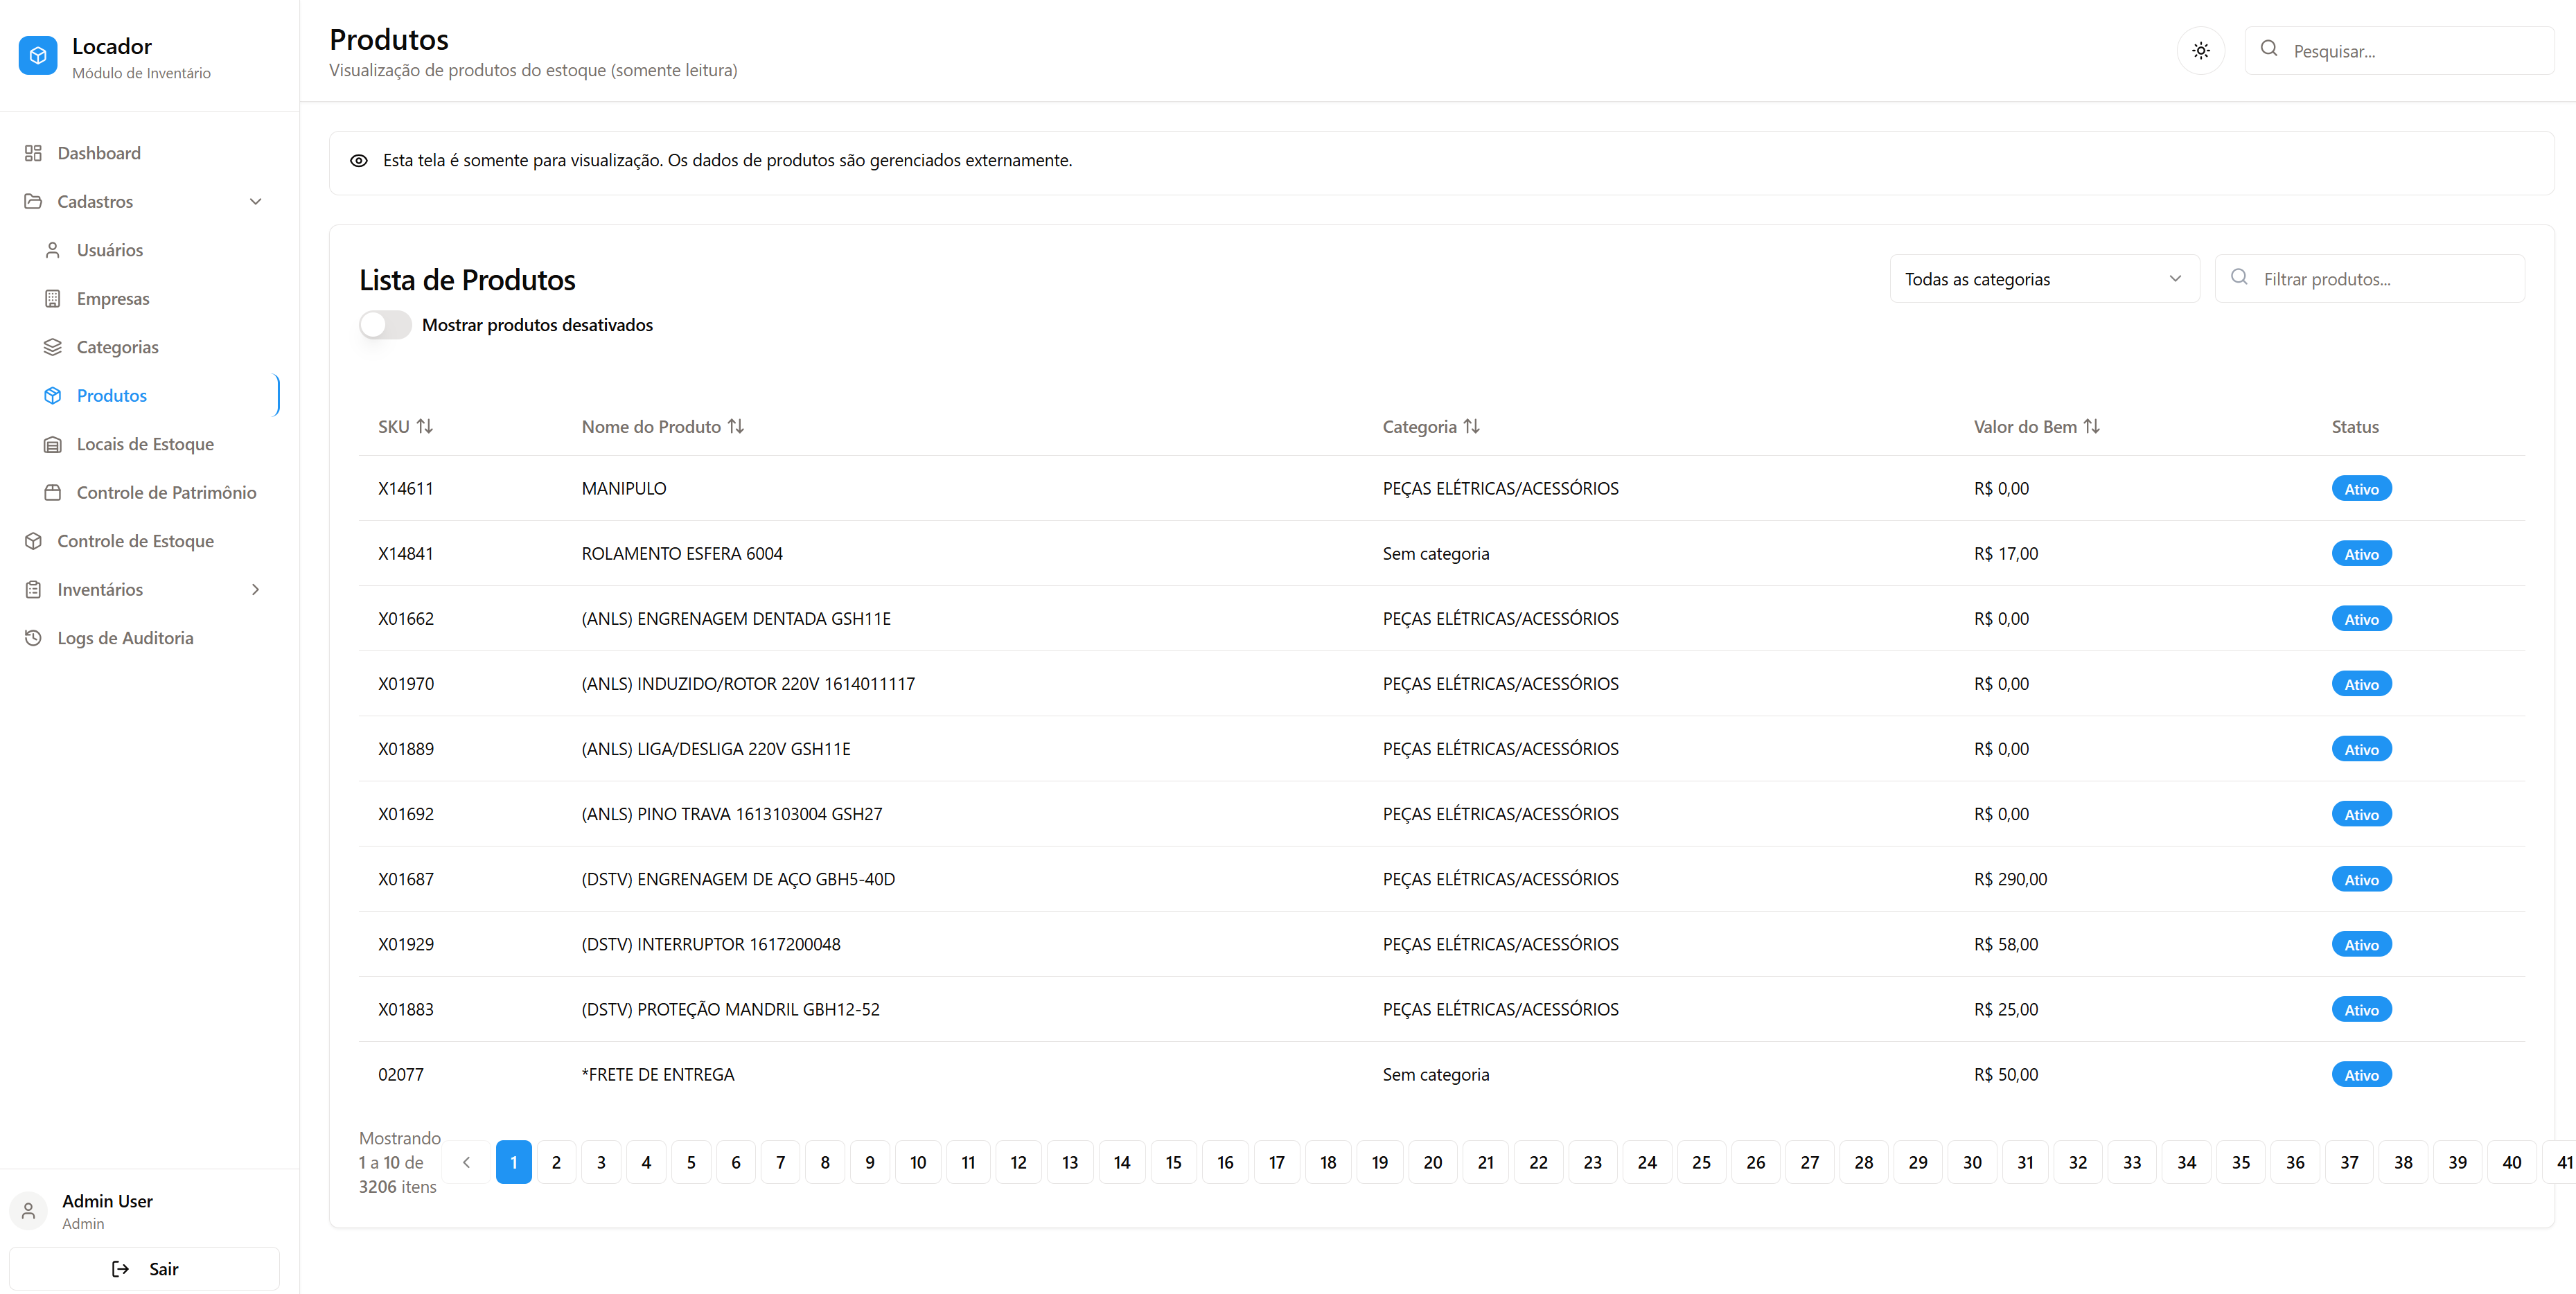 Locador
Módulo de Inventário
Dashboard
Cadastros
Usuários
Empresas
Categorias
Produtos
Locais de Estoque
Controle de Patrimônio
Controle de Estoque
Inventários
Logs de Auditoria
Admin User
Admin
Sair
Produtos
Visualização de produtos do estoque (somente leitura)
Pesquisar...
Esta tela é somente para visualização. Os dados de produtos são gerenciados externamente.
Lista de Produtos
Mostrar produtos desativados
Todas as categorias
Filtrar produtos...
SKU Nome do Produto Categoria Valor do Bem Status
X14611 MANIPULO PEÇAS ELÉTRICAS/ACESSÓRIOS R$ 0,00 Ativo
X14841 ROLAMENTO ESFERA 6004 Sem categoria R$ 17,00 Ativo
X01662 (ANLS) ENGRENAGEM DENTADA GSH11E PEÇAS ELÉTRICAS/ACESSÓRIOS R$ 0,00 Ativo
X01970 (ANLS) INDUZIDO/ROTOR 220V 1614011117 PEÇAS ELÉTRICAS/ACESSÓRIOS R$ 0,00 Ativo
X01889 (ANLS) LIGA/DESLIGA 220V GSH11E PEÇAS ELÉTRICAS/ACESSÓRIOS R$ 0,00 Ativo
X01692 (ANLS) PINO TRAVA 1613103004 GSH27 PEÇAS ELÉTRICAS/ACESSÓRIOS R$ 0,00 Ativo
X01687 (DSTV) ENGRENAGEM DE AÇO GBH5-40D PEÇAS ELÉTRICAS/ACESSÓRIOS R$ 290,00 Ativo
X01929 (DSTV) INTERRUPTOR 1617200048 PEÇAS ELÉTRICAS/ACESSÓRIOS R$ 58,00 Ativo
X01883 (DSTV) PROTEÇÃO MANDRIL GBH12-52 PEÇAS ELÉTRICAS/ACESSÓRIOS R$ 25,00 Ativo
02077 *FRETE DE ENTREGA Sem categoria R$ 50,00 Ativo
Mostrando
1 a 10 de
3206 itens
1 2 3 4 5 6 7 8 9 10 11 12 13 14 15 16 17 18 19 20 21 22 23 24 25 26 27 28 29 30 31 32 33 34 35 36 37 38 39 40 41